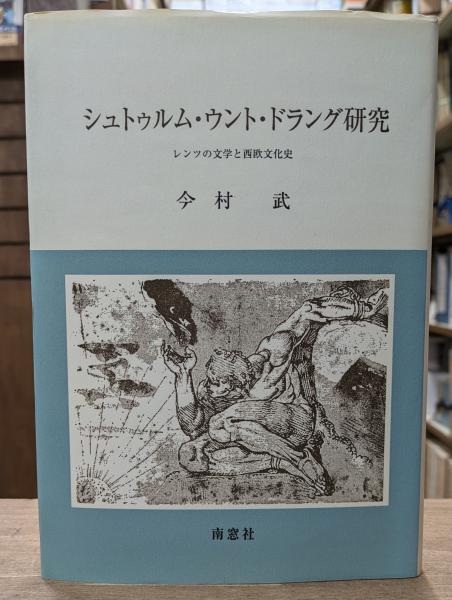 シュトゥルム・ウント・ドラング研究
レンツの文学と西欧文化史
今村 武
南窓社